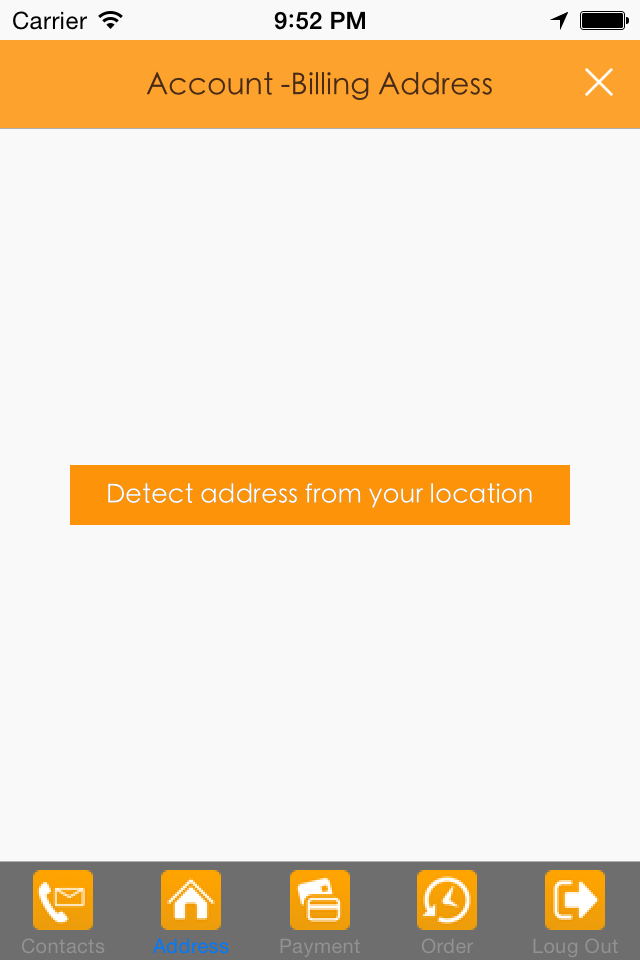 Carrier 9:52 PM
Account -Billing Address
Detect address from your location
Contacts Address Payment Order Loug Out